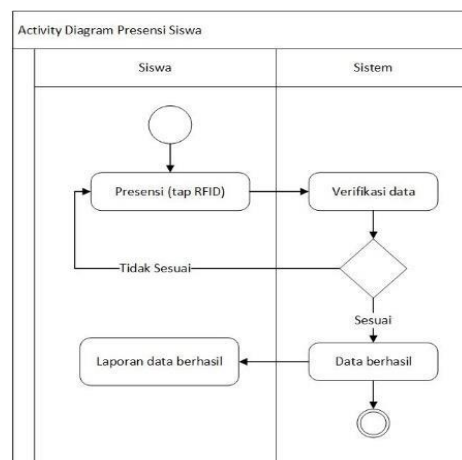 Activity Diagram Presensi Siswa
Siswa
Sistem
Presensi (tap RFID)
Verifikasi data
Tidak Sesuai
Sesuai
Laporan data berhasil
Data berhasil